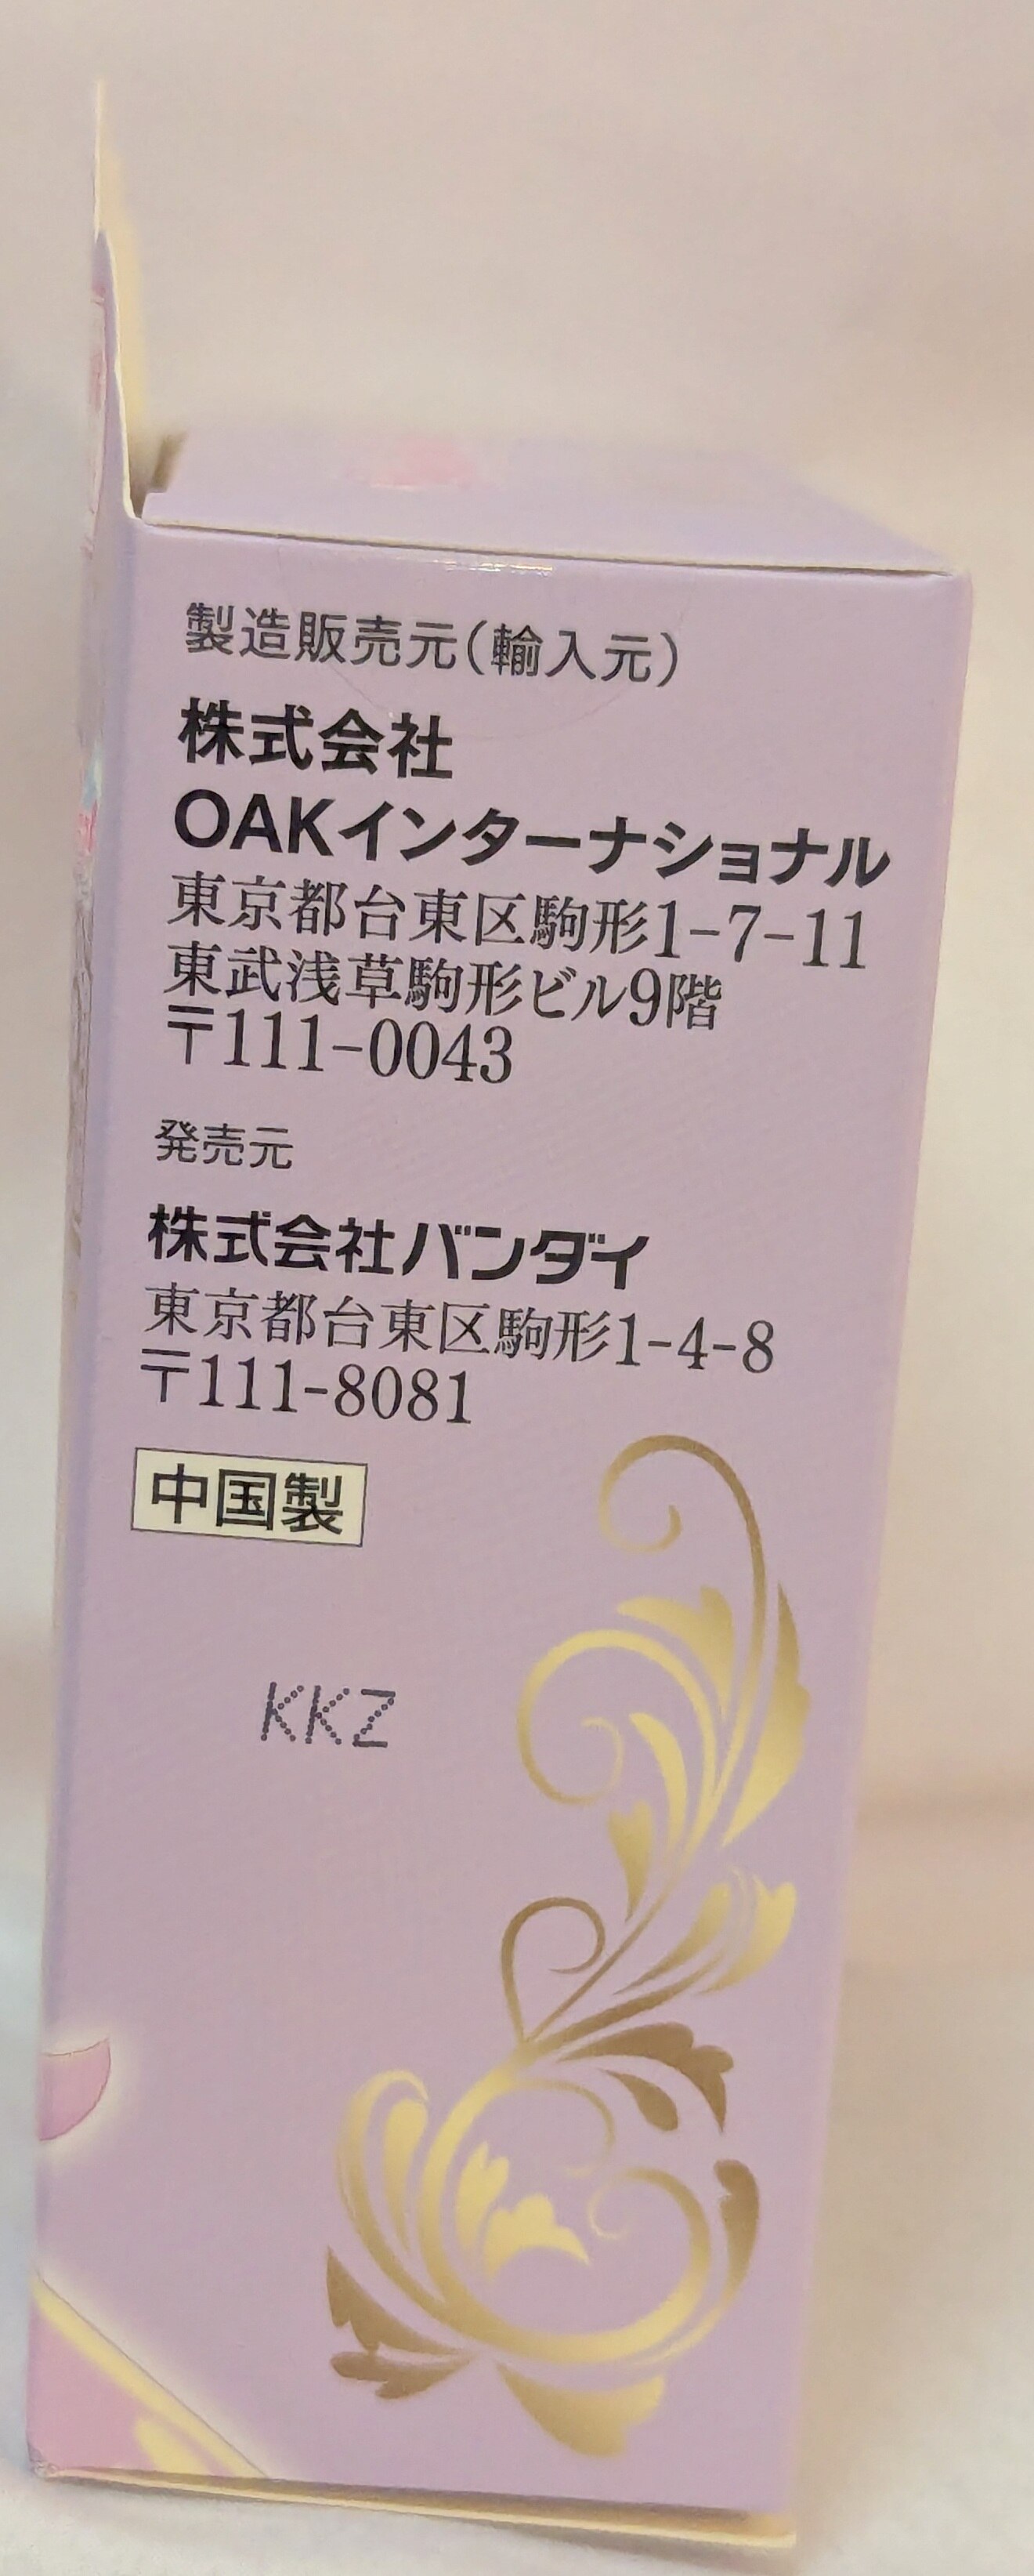 製造販売元(輸入元)
株式会社
OAKインターナショナル
東京都台東区駒形1-7-11
東武浅草駒形ビル9階
〒111-0043
発売元
株式会社バンダイ
東京都台東区駒形1-4-8
〒111-8081
中国製
KKZ